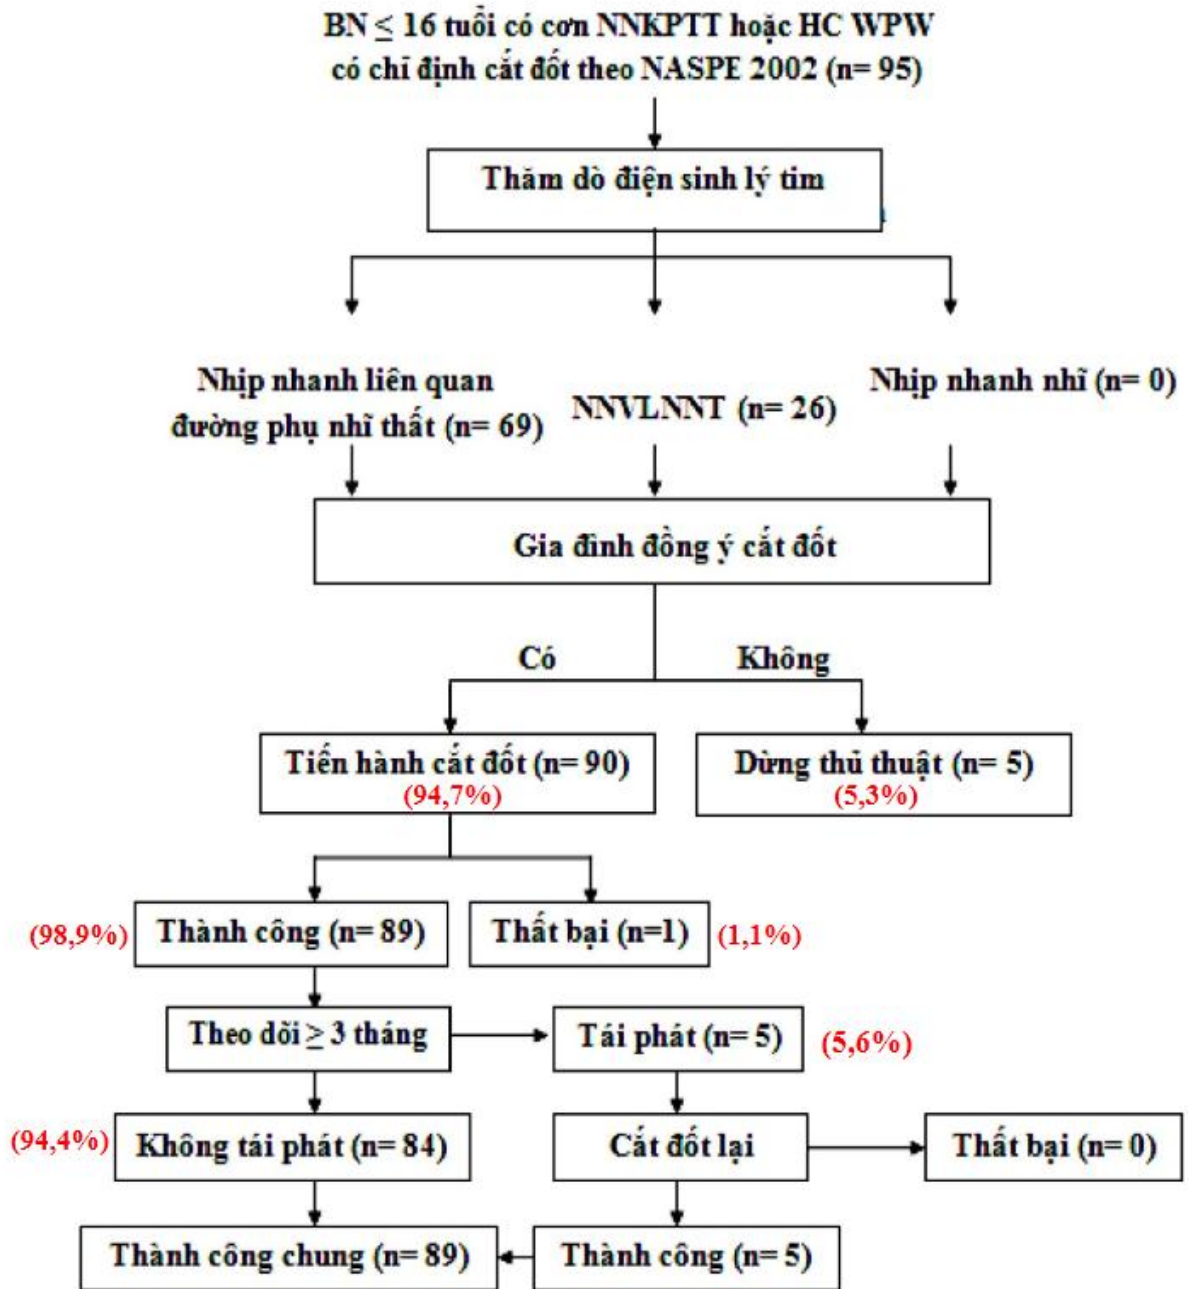 BN ≤ 16 tuổi có cơn NNKPTT hoặc HC WPW
có chỉ định cắt đốt theo NASPE 2002 (n= 95)
Thăm dò điện sinh lý tim
Nhịp nhanh liên quan
đường phụ nhĩ thất (n= 69)
NNVLNNT (n= 26)
Nhịp nhanh nhĩ (n= 0)
Gia đình đồng ý cắt đốt
Có
Không
Tiến hành cắt đốt (n= 90)
(94,7%)
Dừng thủ thuật (n= 5)
(5,3%)
(98,9%)
Thành công (n= 89)
Thất bại (n=1)
(1,1%)
Theo dõi ≥ 3 tháng
Tái phát (n= 5)
(5,6%)
(94,4%)
Không tái phát (n= 84)
Cắt đốt lại
Thất bại (n= 0)
Thành công chung (n= 89)
Thành công (n= 5)